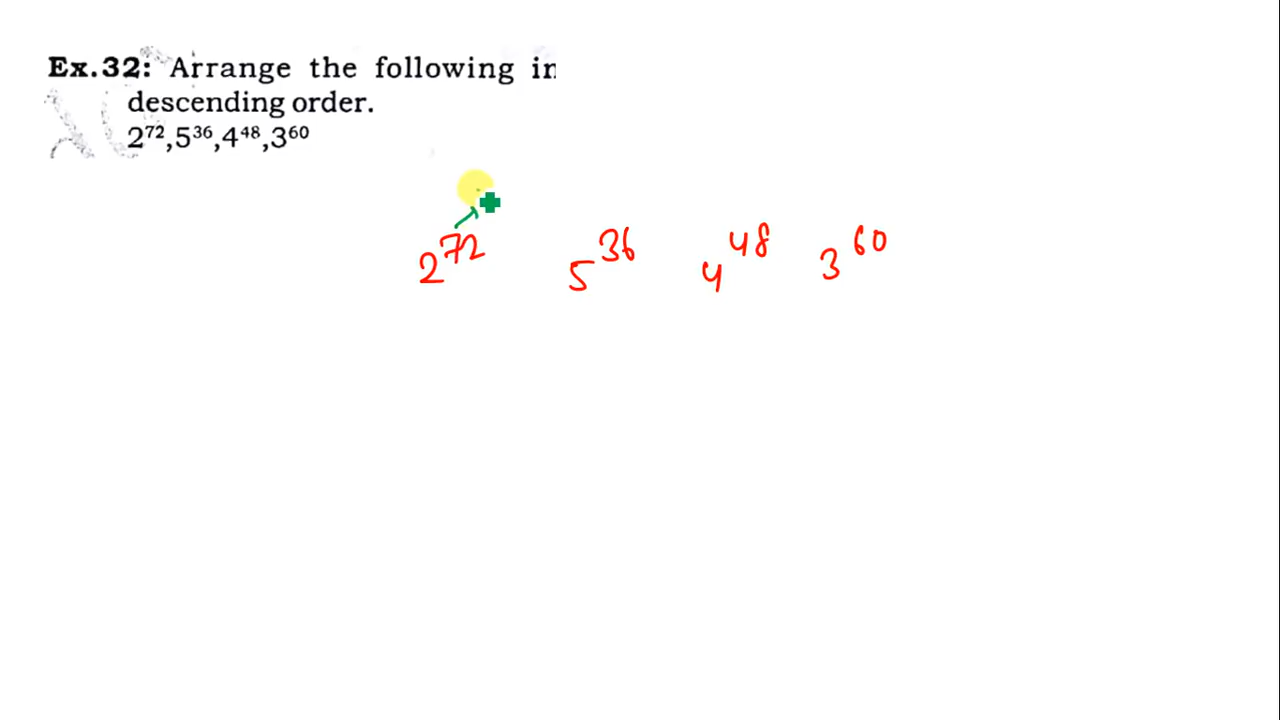 Ex.32: Arrange the following in
descending order.
2⁷²,5³⁶,4⁴⁸,3⁶⁰
2⁷² 5³⁶ 4⁴⁸ 3⁶⁰